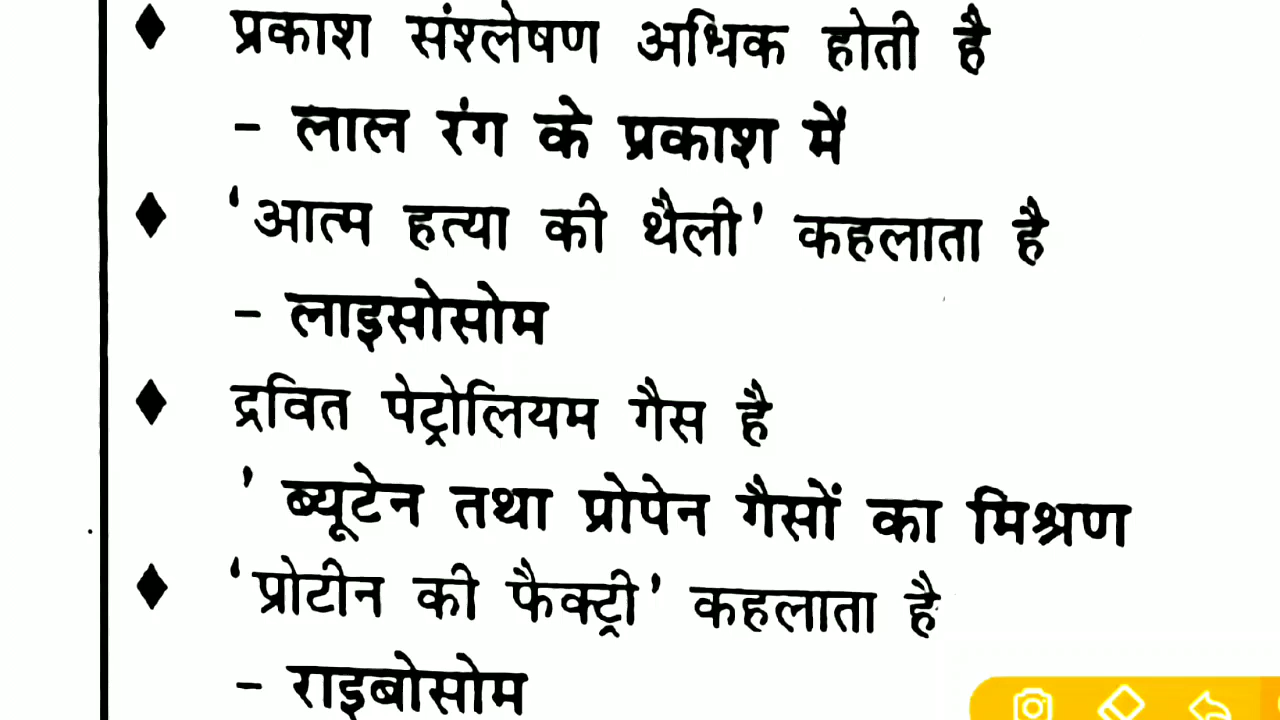 ♦ प्रकाश संश्लेषण अधिक होती है
– लाल रंग के प्रकाश में
♦ ‘आत्म हत्या की थैली’ कहलाता है
– लाइसोसोम
♦ द्रवित पेट्रोलियम गैस है
’ ब्यूटेन तथा प्रोपेन गैसों का मिश्रण
♦ ‘प्रोटीन की फैक्ट्री’ कहलाता है
– राइबोसोम